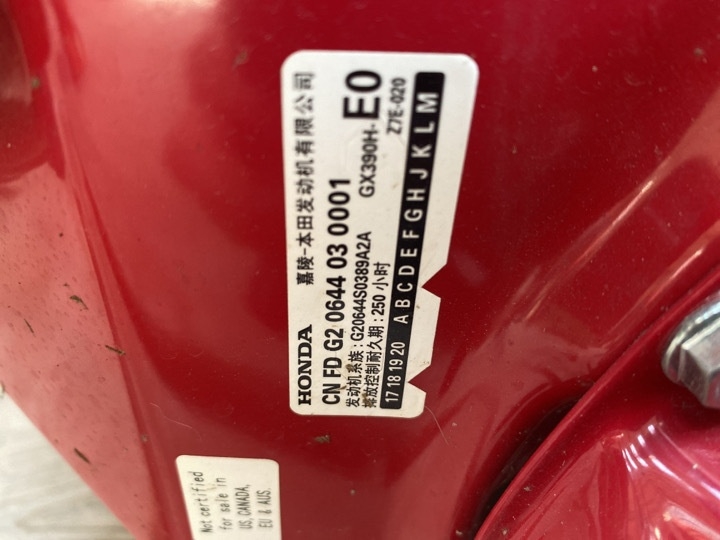 HONDA 嘉陵-本田发动机有限公司
CN FD G2 0644 03 0001
发动机系族：G20644S0389A2A
排放控制耐久期：250 小时
GX390H-E0
Z7E-020
17 18 19 20 A B C D E F G H J K L M
Not certified
for sale in
US, CANADA,
EU & AUS.